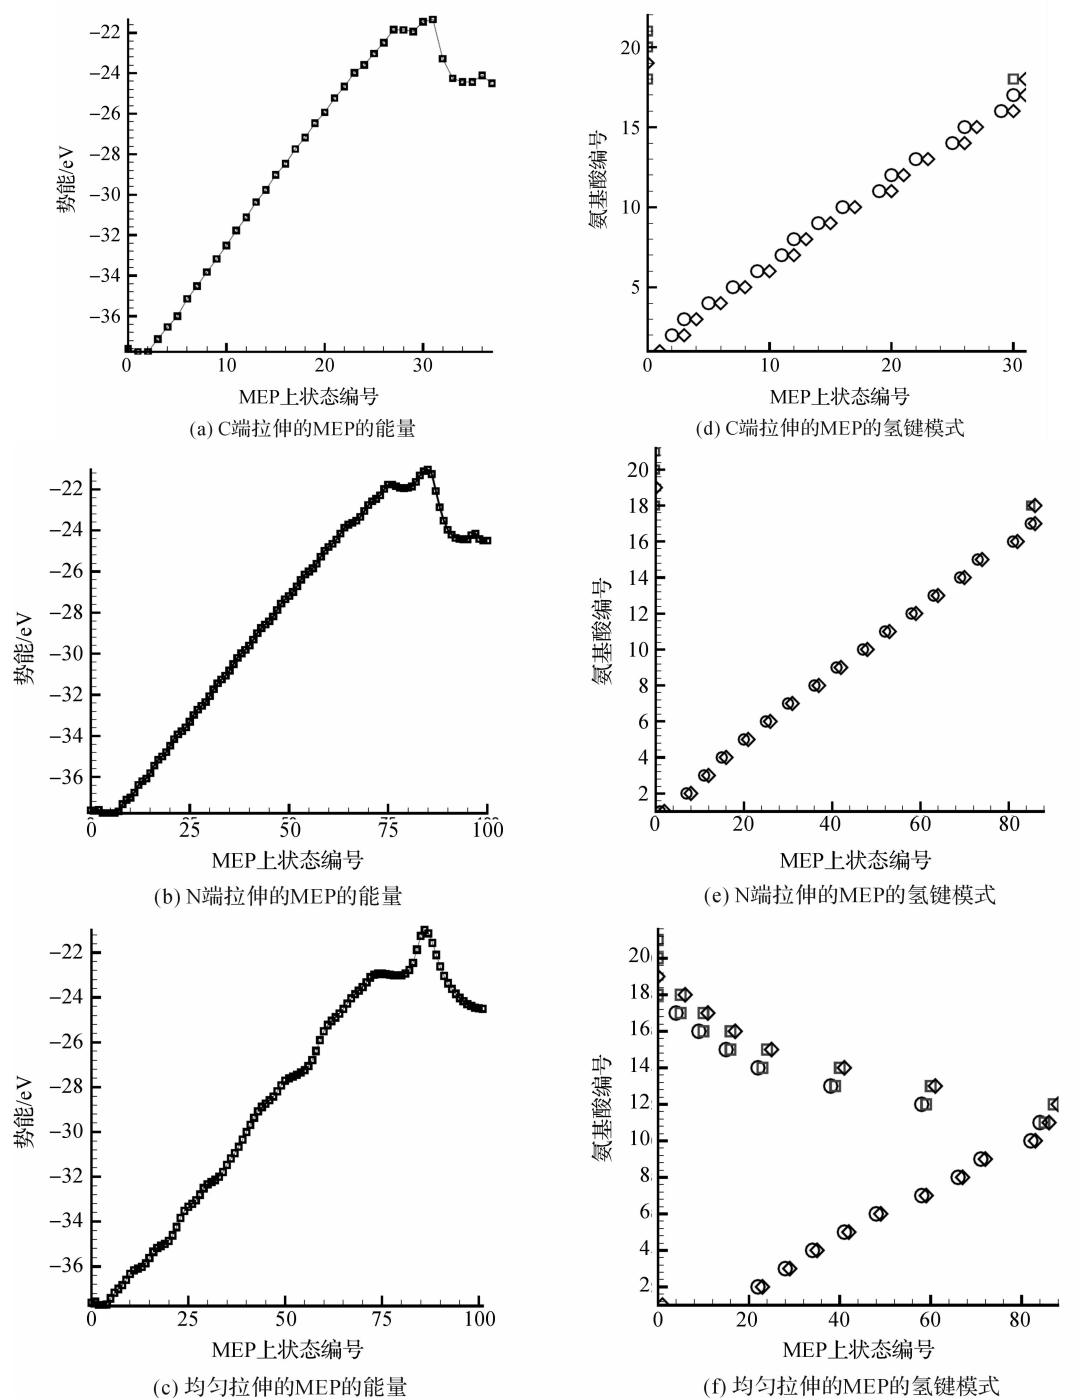 −22
−24
−26
−28
−30
−32
−34
−36
势能/eV
0 10 20 30
MEP上状态编号
(a) C端拉伸的MEP的能量
20
15
10
5
氨基酸编号
0 10 20 30
MEP上状态编号
(d) C端拉伸的MEP的氢键模式
−22
−24
−26
−28
−30
−32
−34
−36
势能/eV
0 25 50 75 100
MEP上状态编号
(b) N端拉伸的MEP的能量
20
18
16
14
12
10
8
6
4
2
氨基酸编号
0 20 40 60 80
MEP上状态编号
(e) N端拉伸的MEP的氢键模式
−22
−24
−26
−28
−30
−32
−34
−36
势能/eV
0 25 50 75 100
MEP上状态编号
(c) 均匀拉伸的MEP的能量
20
18
16
14
12
10
8
6
4
2
氨基酸编号
0 20 40 60 80
MEP上状态编号
(f) 均匀拉伸的MEP的氢键模式